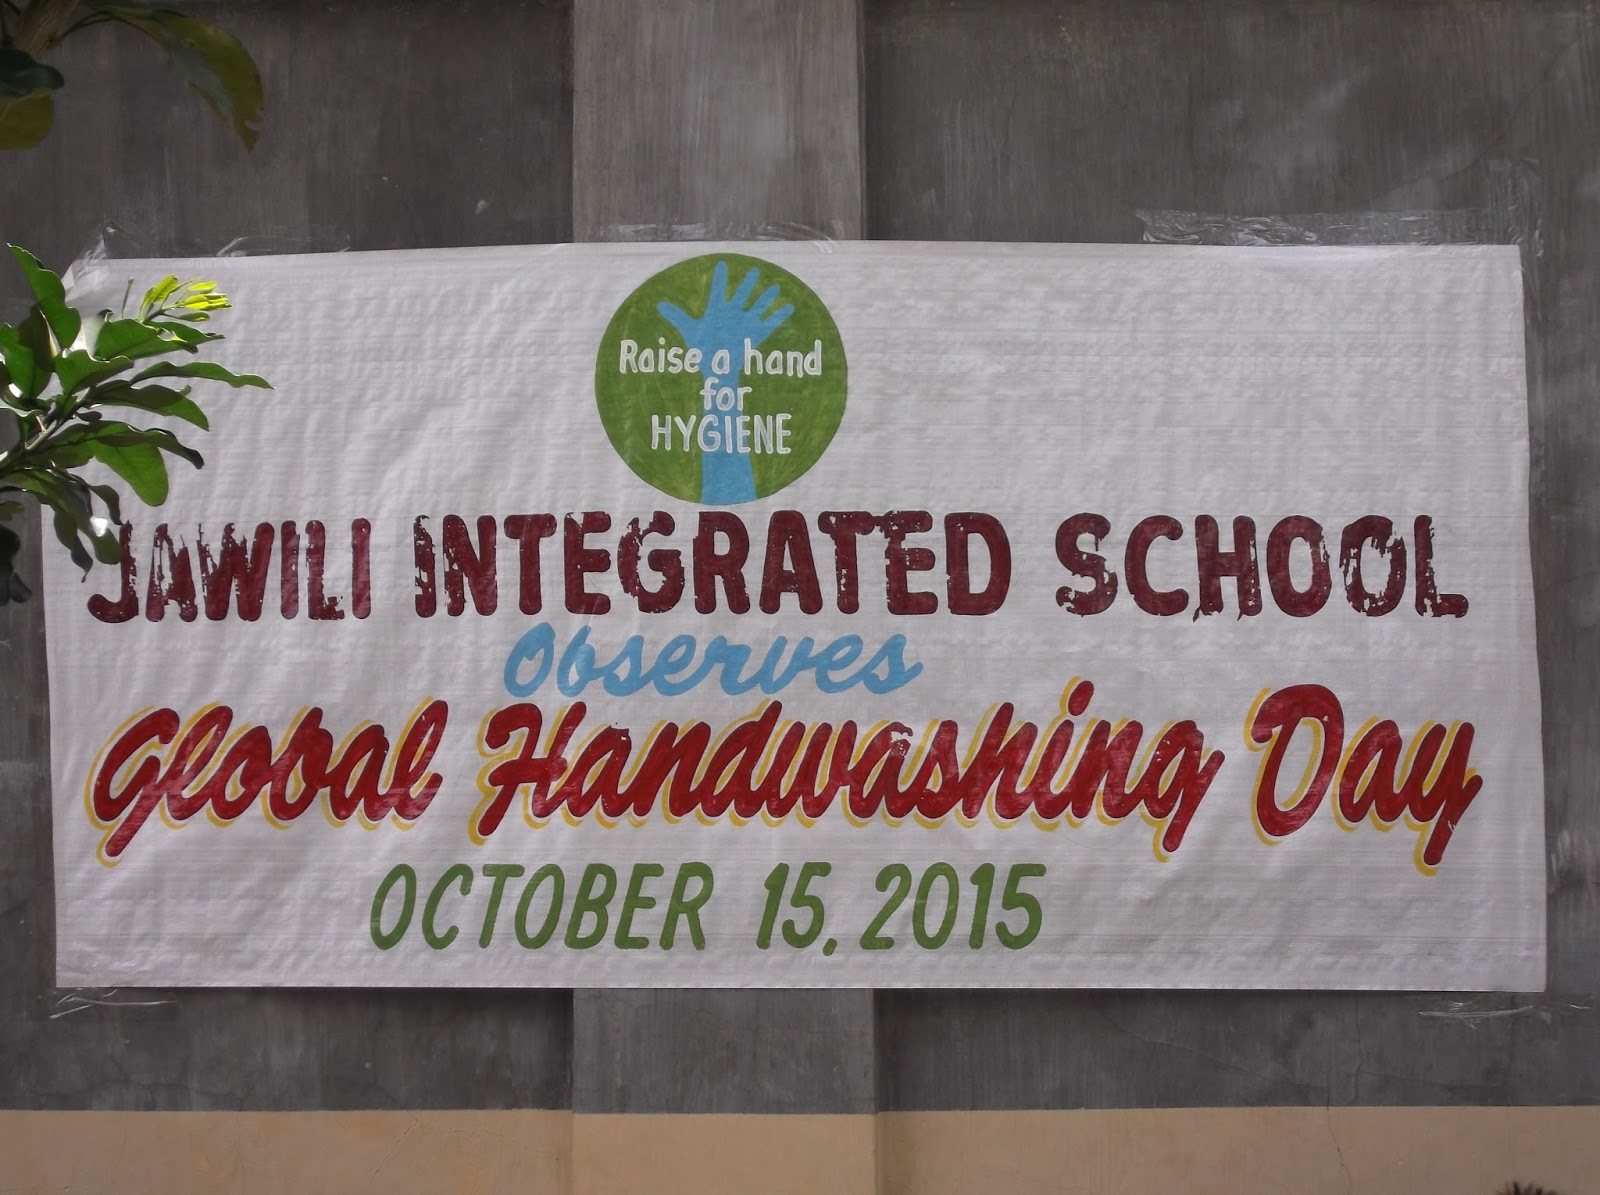 Raise a hand
for
HYGIENE
JAWILI INTEGRATED SCHOOL
Observes
Global Handwashing Day
OCTOBER 15, 2015